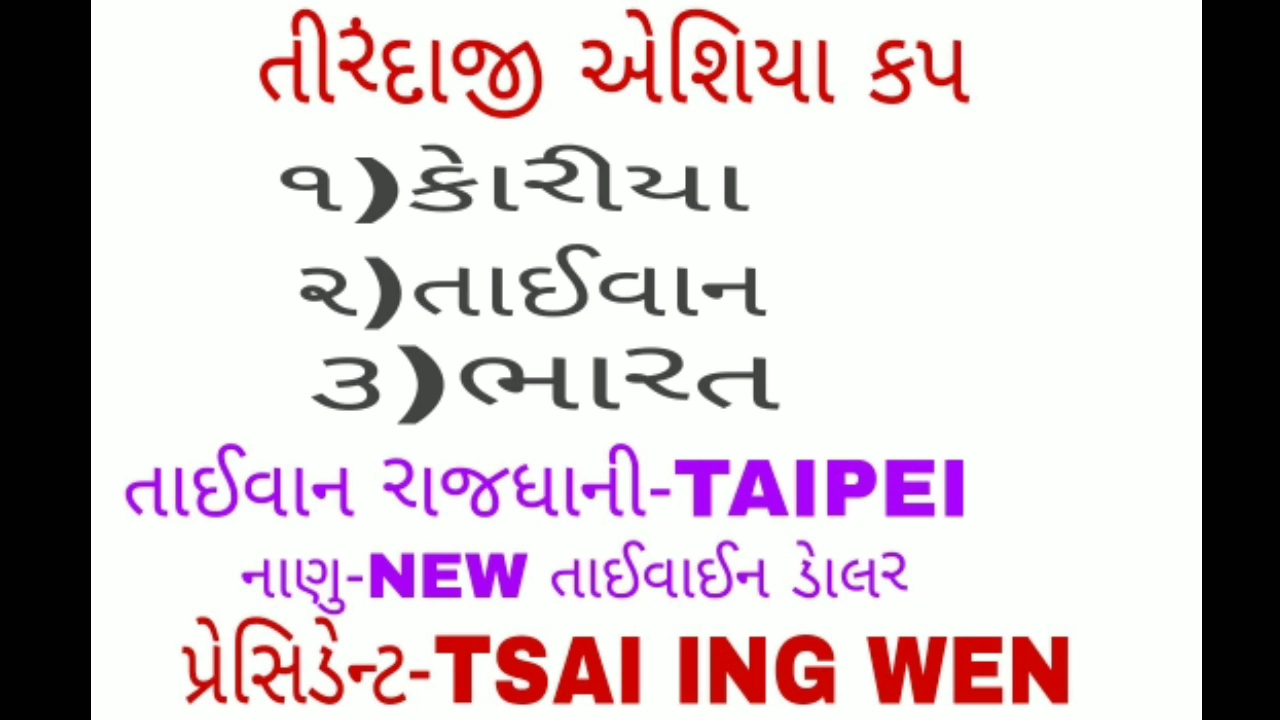 તીરંદાજી એશિયા કપ
૧)કોરીયા
૨)તાઈવાન
૩)ભારત
તાઈવાન રાજધાની-TAIPEI
નાણુ-NEW તાઈવાઈન ડોલર
પ્રેસિડેન્ટ-TSAI ING WEN